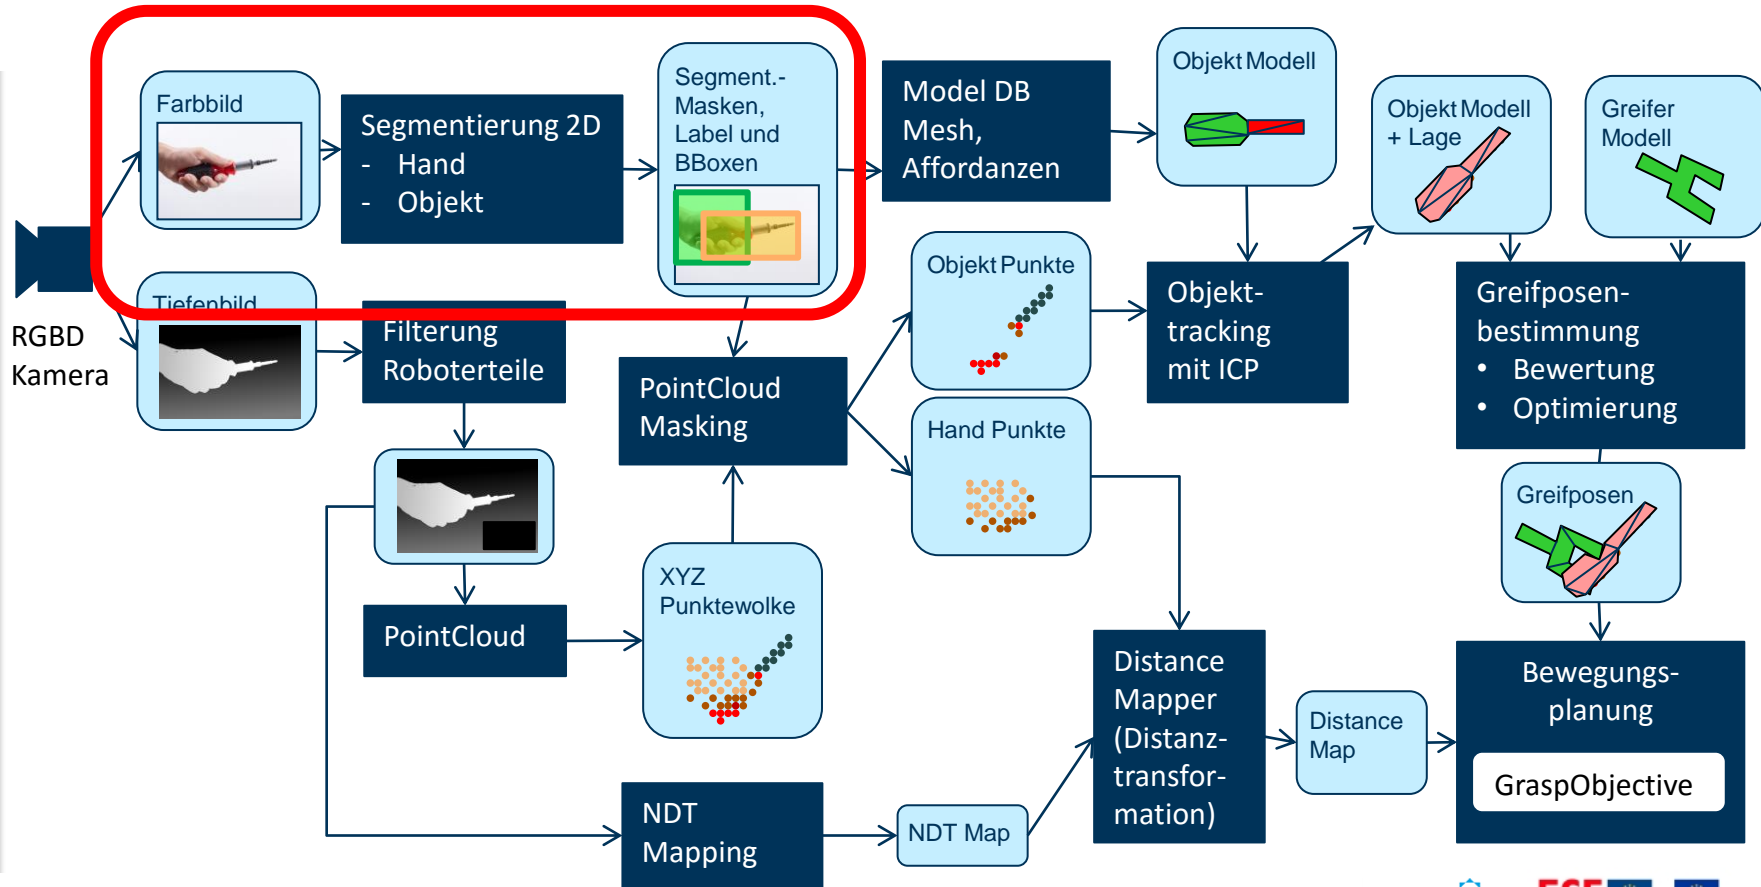 Farbbild
Segmentierung 2D
- Hand
- Objekt
Segment.-
Masken,
Label und
BBoxen
Model DB
Mesh,
Affordanzen
Objekt Modell
Objekt Modell
+ Lage
Greifer
Modell
RGBD
Kamera
Tiefenbild
Filterung
Roboterteile
PointCloud
Masking
Objekt Punkte
Hand Punkte
Objekt-
tracking
mit ICP
Greifposen-
bestimmung
• Bewertung
• Optimierung
Greifposen
PointCloud
XYZ
Punktewolke
NDT
Mapping
NDT Map
Distance
Mapper
(Distanz-
transfor-
mation)
Distance
Map
Bewegungs-
planung
GraspObjective